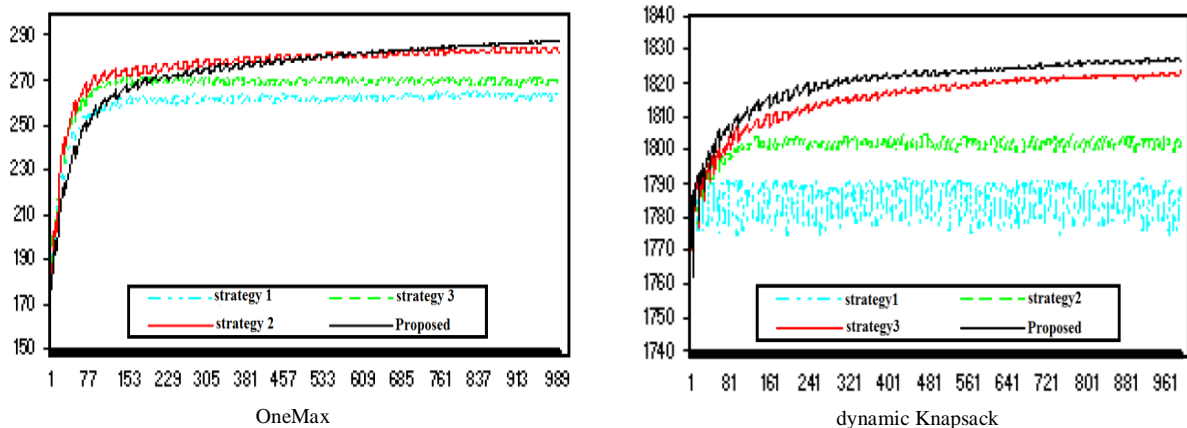 290
270
250
230
210
190
170
150
strategy 1
strategy 3
strategy 2
Proposed
1 77 153 229 305 381 457 533 609 685 761 837 913 989
OneMax
1840
1830
1820
1810
1800
1790
1780
1770
1760
1750
1740
strategy1
strategy2
strategy3
Proposed
1 81 161 241 321 401 481 561 641 721 801 881 961
dynamic Knapsack